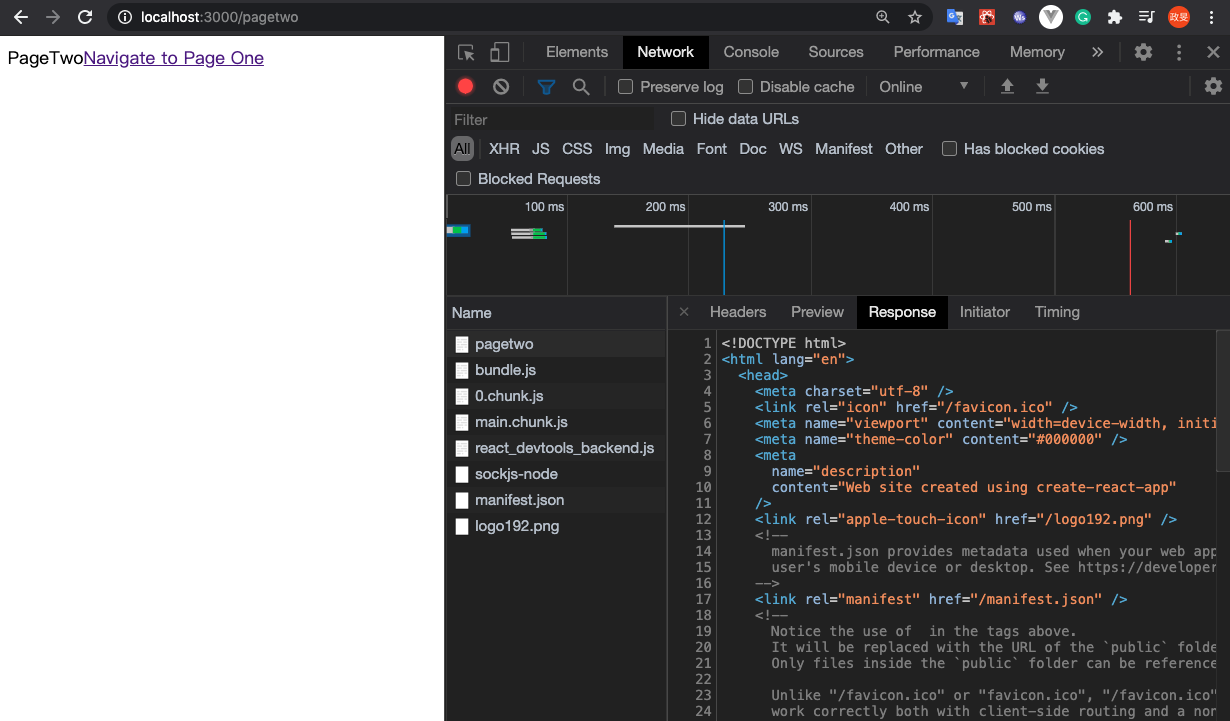 localhost:3000/pagetwo
政旻
PageTwoNavigate to Page One
Elements Network Console Sources Performance Memory
Preserve log Disable cache Online
Filter Hide data URLs
All XHR JS CSS Img Media Font Doc WS Manifest Other Has blocked cookies
Blocked Requests
100 ms 200 ms 300 ms 400 ms 500 ms 600 ms
Name
pagetwo
bundle.js
0.chunk.js
main.chunk.js
react_devtools_backend.js
sockjs-node
manifest.json
logo192.png
Headers Preview Response Initiator Timing
1 <!DOCTYPE html>
2 <html lang="en">
3 <head>
4 <meta charset="utf-8" />
5 <link rel="icon" href="/favicon.ico" />
6 <meta name="viewport" content="width=device-width, initi
7 <meta name="theme-color" content="#000000" />
8 <meta
9 name="description"
10 content="Web site created using create-react-app"
11 />
12 <link rel="apple-touch-icon" href="/logo192.png" />
13 <!--
14 manifest.json provides metadata used when your web app
15 user's mobile device or desktop. See https://developer
16 -->
17 <link rel="manifest" href="/manifest.json" />
18 <!--
19 Notice the use of  in the tags above.
20 It will be replaced with the URL of the `public` folde
21 Only files inside the `public` folder can be reference
22
23 Unlike "/favicon.ico" or "favicon.ico", "/favicon.ico"
24 work correctly both with client-side routing and a non